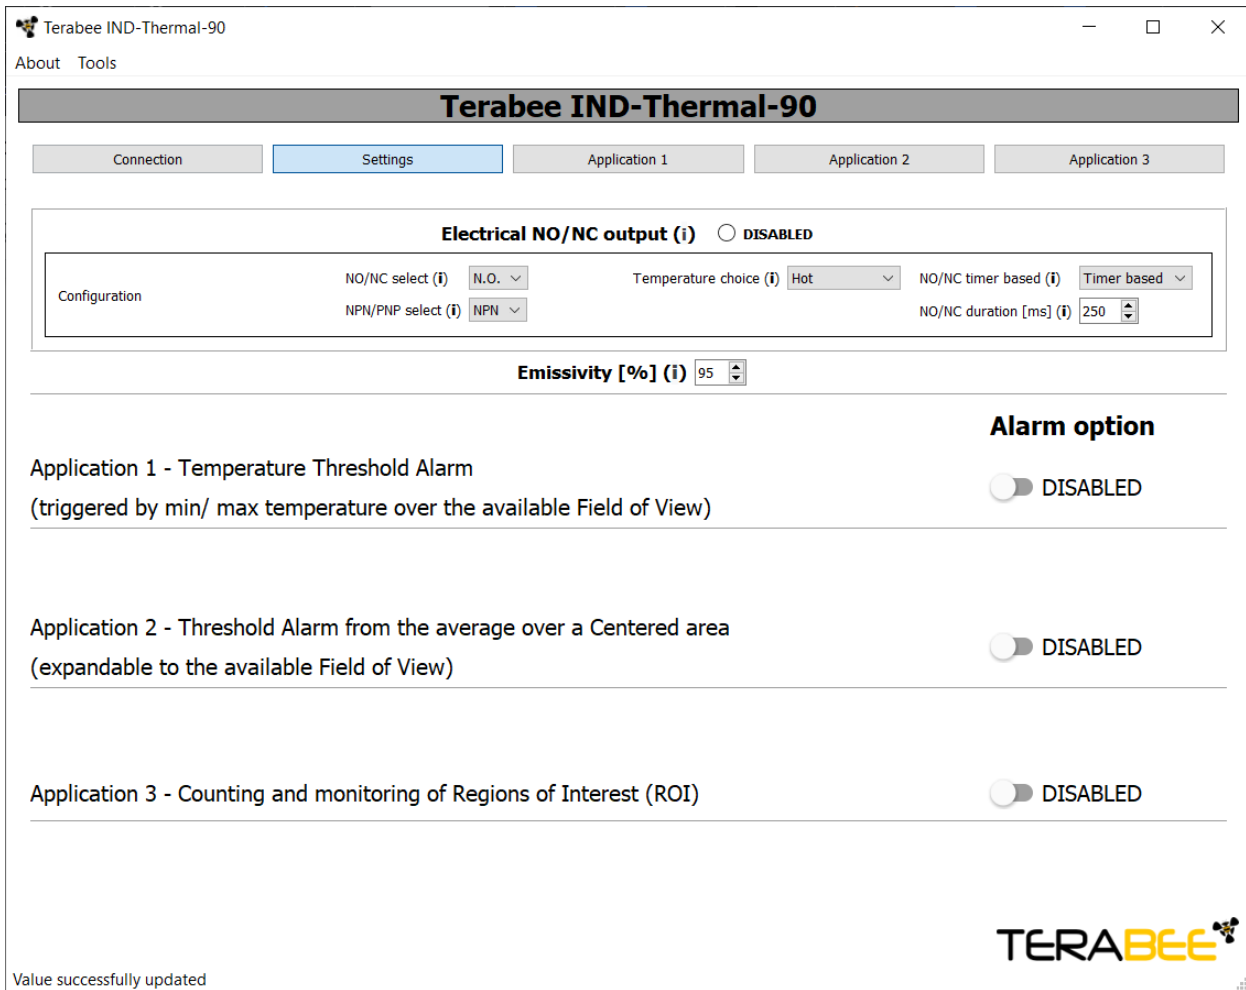 Terabee IND-Thermal-90
About Tools
Terabee IND-Thermal-90
Connection Settings Application 1 Application 2 Application 3
Electrical NO/NC output (i) DISABLED
Configuration
NO/NC select (i) N.O. Temperature choice (i) Hot NO/NC timer based (i) Timer based
NPN/PNP select (i) NPN NO/NC duration [ms] (i) 250
Emissivity [%] (i) 95
Alarm option
Application 1 - Temperature Threshold Alarm
(triggered by min/ max temperature over the available Field of View)
DISABLED
Application 2 - Threshold Alarm from the average over a Centered area
(expandable to the available Field of View)
DISABLED
Application 3 - Counting and monitoring of Regions of Interest (ROI) DISABLED
TERABEE
Value successfully updated